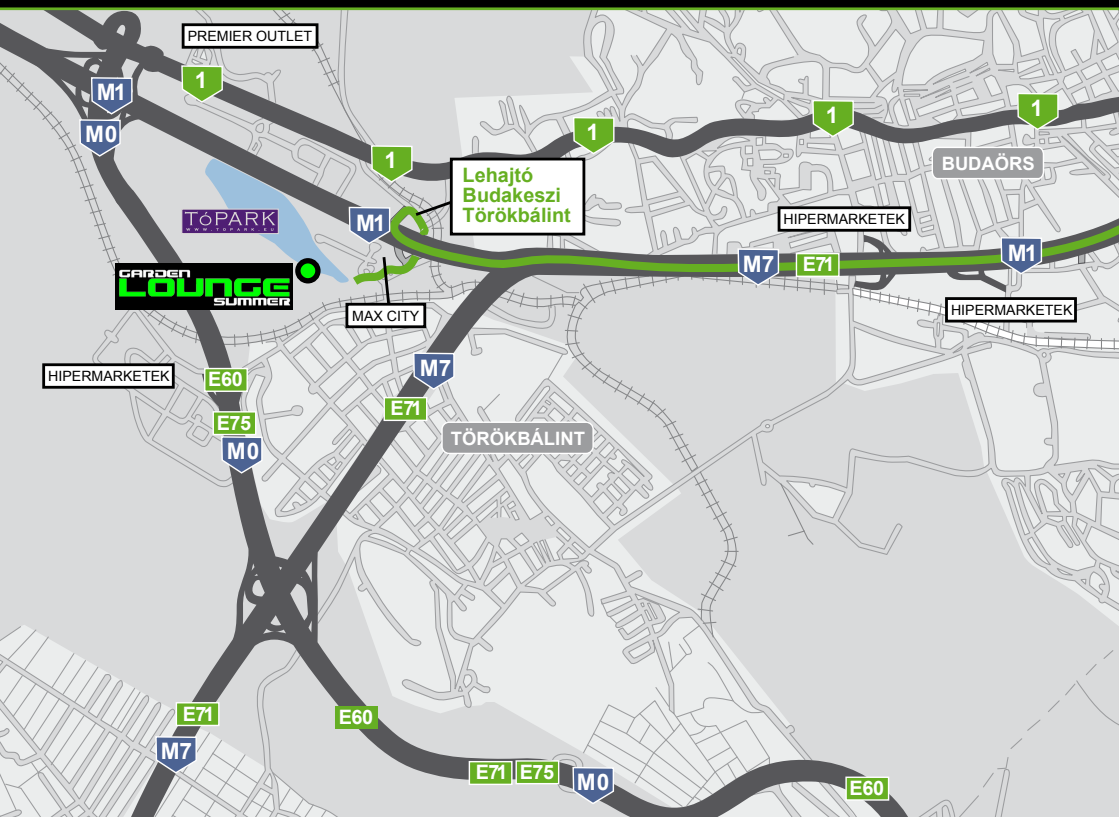 PREMIER OUTLET
1
M1
M0
1
1
1
1
Lehajtó
Budakeszi
Törökbálint
BUDAÖRS
TóPARK
WWW.TOPARK.EU
M1
HIPERMARKETEK
M7
E71
M1
GARDEN
LOUNGE
SUMMER
MAX CITY
HIPERMARKETEK
HIPERMARKETEK
E60
M7
E71
E75
M0
TÖRÖKBÁLINT
E71
E60
M7
E71
E75
M0
E60